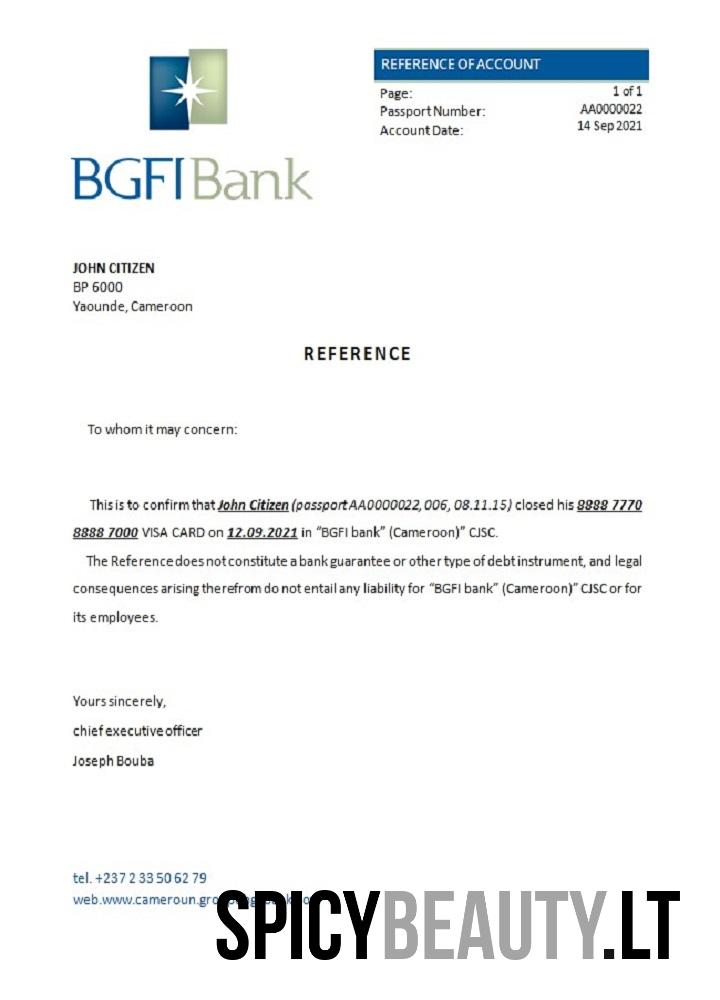 REFERENCE OF ACCOUNT
Page: 1 of 1
Passport Number: AA0000022
Account Date: 14 Sep 2021
BGFIBank
JOHN CITIZEN
BP 6000
Yaounde, Cameroon
REFERENCE
To whom it may concern:
This is to confirm that John Citizen (passport AA0000022, 006, 08.11.15) closed his 8888 7770
8888 7000 VISA CARD on 12.09.2021 in “BGFI bank” (Cameroon)” CJSC.
The Reference does not constitute a bank guarantee or other type of debt instrument, and legal
consequences arising therefrom do not entail any liability for “BGFI bank” (Cameroon)” CJSC or for
its employees.
Yours sincerely,
chief executive officer
Joseph Bouba
tel. +237 2 33 50 62 79
SPICYBEAUTY.LT